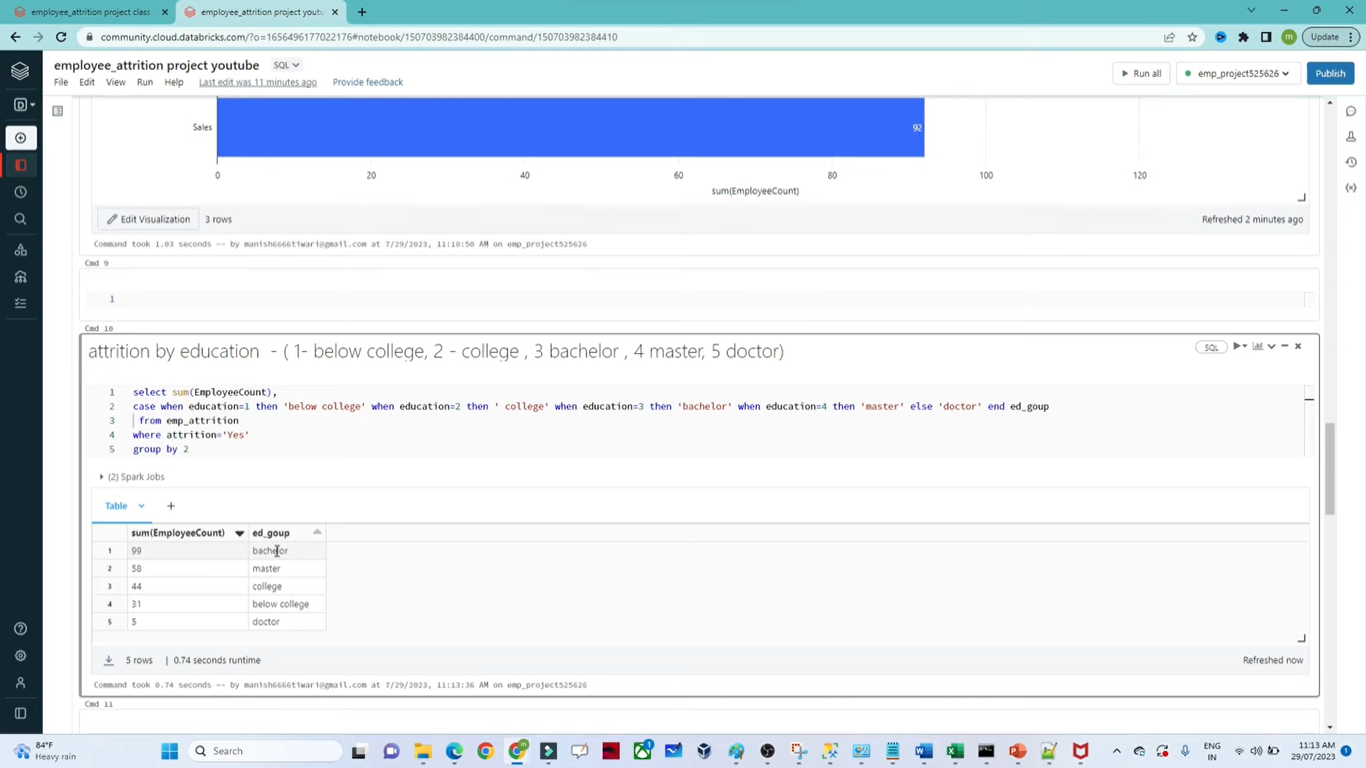 employee_attrition project class
employee_attrition project youtu
community.cloud.databricks.com/?o=1656496177022176#notebook/150703982384400/command/150703982384410
Update
employee_attrition project youtube
SQL
File Edit View Run Help Last edit was 11 minutes ago Provide feedback
Run all
emp_project525626
Publish
Sales
92
0 20 40 60 80 100 120
sum(EmployeeCount)
Edit Visualization
3 rows
Refreshed 2 minutes ago
Command took 1.03 seconds -- by manish6666tiwari@gmail.com at 7/29/2023, 11:10:50 AM on emp_project525626
Cmd 9
1
Cmd 10
attrition by education - ( 1- below college, 2 - college , 3 bachelor , 4 master, 5 doctor)
SQL
1 select sum(EmployeeCount),
2 case when education=1 then 'below college' when education=2 then ' college' when education=3 then 'bachelor' when education=4 then 'master' else 'doctor' end ed_goup
3 from emp_attrition
4 where attrition='Yes'
5 group by 2
(2) Spark Jobs
Table +
sum(EmployeeCount) ed_goup
1 99 bachelor
2 58 master
3 44 college
4 31 below college
5 5 doctor
5 rows | 0.74 seconds runtime
Refreshed now
Command took 0.74 seconds -- by manish6666tiwari@gmail.com at 7/29/2023, 11:13:36 AM on emp_project525626
Cmd 11
84°F
Heavy rain
Search
ENG
IN
11:13 AM
29/07/2023